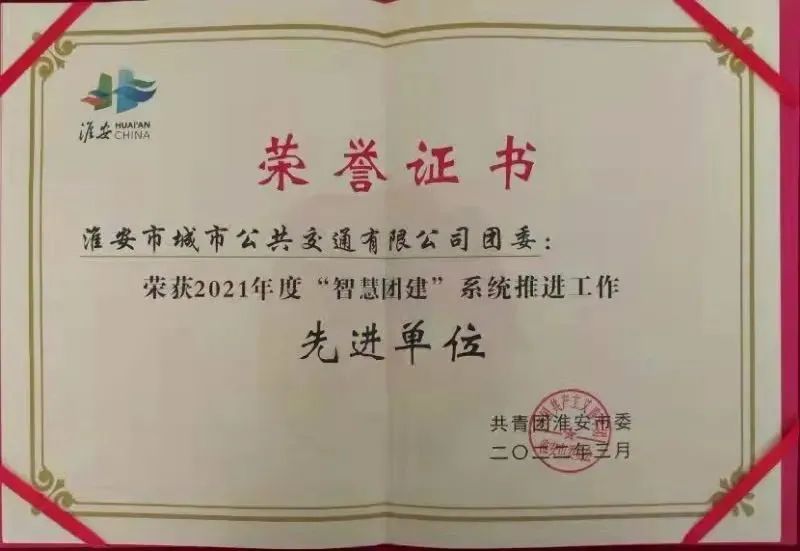 淮安 HUAI'AN
CHINA
荣誉证书
淮安市城市公共交通有限公司团委：
荣获2021年度“智慧团建”系统推进工作
先进单位
共青团淮安市委
二〇二二年三月